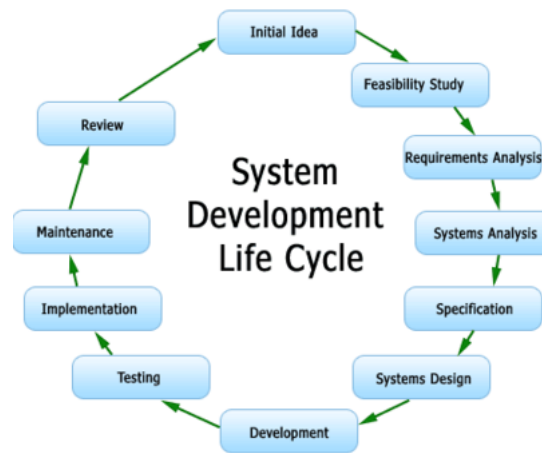 Initial Idea
Feasibility Study
Requirements Analysis
Systems Analysis
Specification
Systems Design
Development
Testing
Implementation
Maintenance
Review
System
Development
Life Cycle